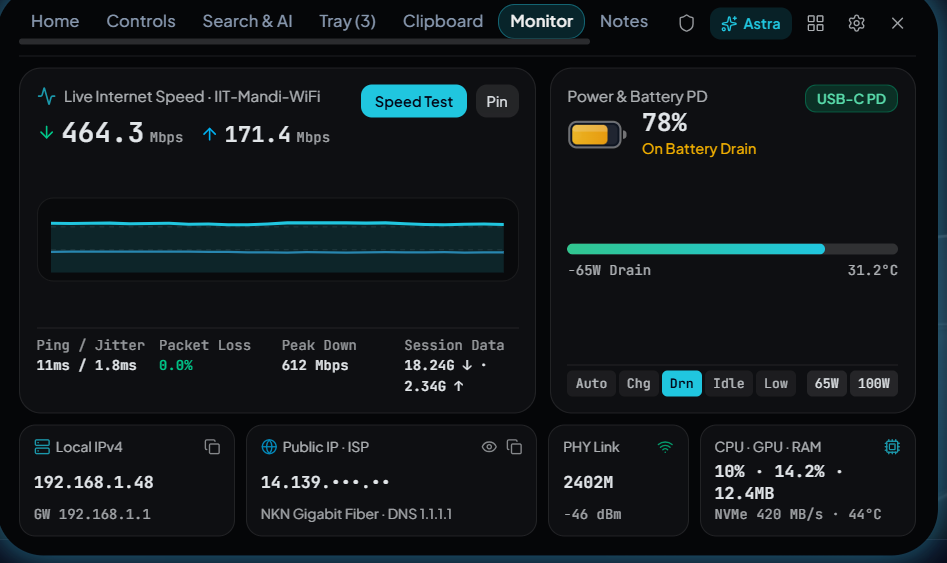 Home Controls Search & AI Tray (3) Clipboard Monitor Notes Astra
Live Internet Speed · IIT-Mandi-WiFi Speed Test Pin
↓ 464.3 Mbps ↑ 171.4 Mbps
Ping / Jitter Packet Loss Peak Down Session Data
11ms / 1.8ms 0.0% 612 Mbps 18.24G ↓ ·
2.34G ↑
Power & Battery PD USB-C PD
78%
On Battery Drain
-65W Drain 31.2°C
Auto Chg Drn Idle Low 65W 100W
Local IPv4
192.168.1.48
GW 192.168.1.1
Public IP · ISP
14.139.•••.••
NKN Gigabit Fiber · DNS 1.1.1.1
PHY Link
2402M
-46 dBm
CPU · GPU · RAM
10% · 14.2% ·
12.4MB
NVMe 420 MB/s · 44°C